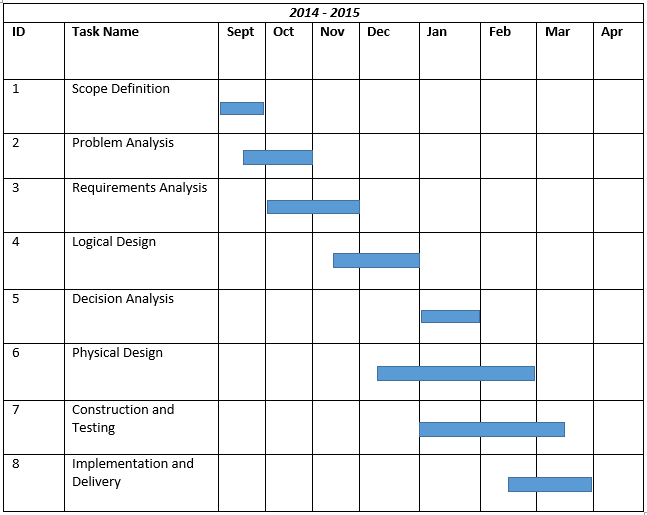 2014 - 2015
ID Task Name Sept Oct Nov Dec Jan Feb Mar Apr
1 Scope Definition
2 Problem Analysis
3 Requirements Analysis
4 Logical Design
5 Decision Analysis
6 Physical Design
7 Construction and
Testing
8 Implementation and
Delivery